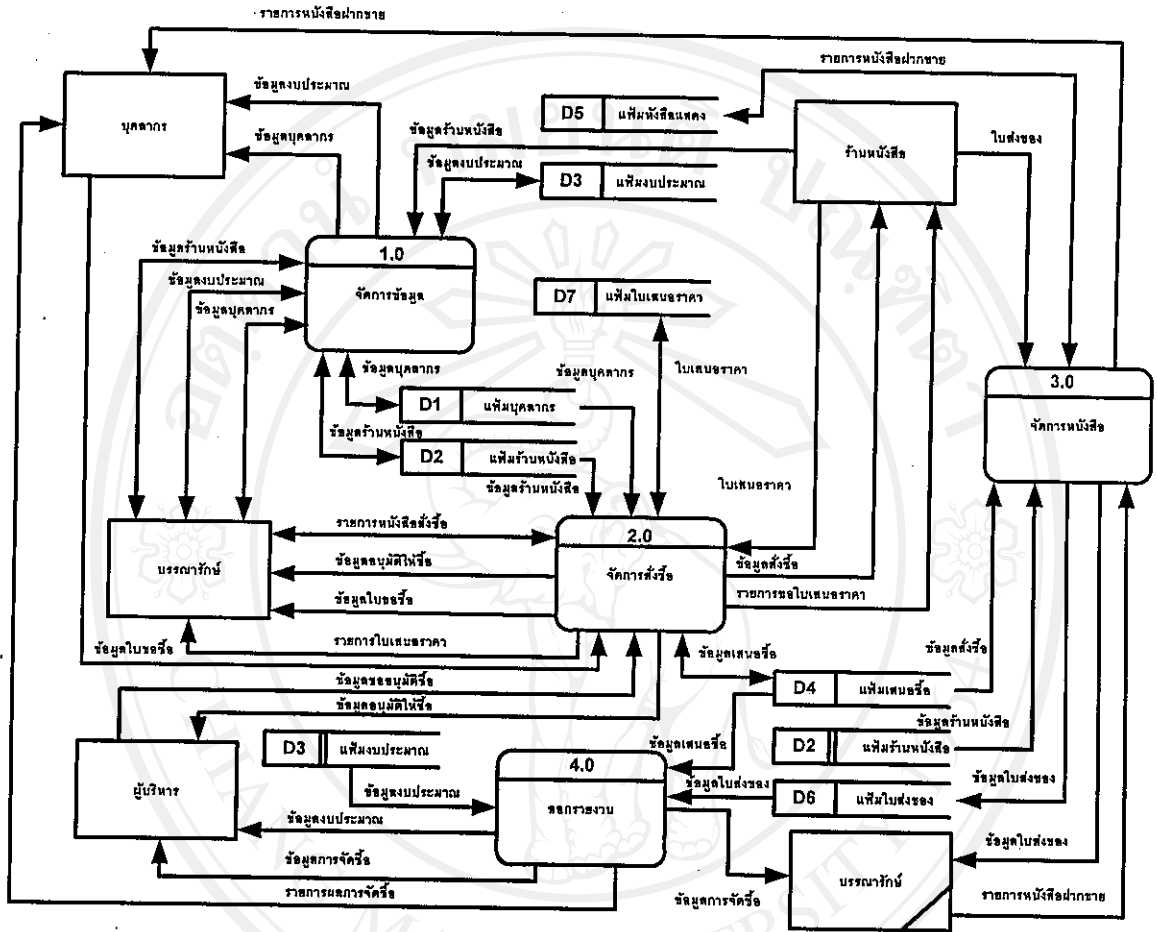 รายการหนังสือฝากขาย
รายการหนังสือฝากขาย
ข้อมูลงบประมาณ
บุคลากร
D5 แฟ้มหังสือแสดง
ข้อมูลร้านหนังสือ
ข้อมูลบุคลากร
ร้านหนังสือ
ใบส่งของ
ข้อมูลงบประมาณ
D3 แฟ้มงบประมาณ
ข้อมูลร้านหนังสือ
1.0
ข้อมูลงบประมาณ
จัดการข้อมูล
D7 แฟ้มใบเสนอราคา
ข้อมูลบุคลากร
ข้อมูลบุคลากร
ข้อมูลบุคลากร
ใบเสนอราคา
3.0
D1 แฟ้มบุคลากร
จัดการหนังสือ
ข้อมูลร้านหนังสือ
D2 แฟ้มร้านหนังสือ
ข้อมูลร้านหนังสือ
ใบเสนอราคา
รายการหนังสือสั่งซื้อ
2.0
บรรณารักษ์
ข้อมูลอนุมัติให้ซื้อ
จัดการสั่งซื้อ
ข้อมูลสั่งซื้อ
ข้อมูลใบขอซื้อ
รายการขอใบเสนอราคา
ข้อมูลใบขอซื้อ
รายการใบเสนอราคา
ข้อมูลเสนอซื้อ
ข้อมูลสั่งซื้อ
ข้อมูลขออนุมัติซื้อ
D4 แฟ้มเสนอซื้อ
ข้อมูลอนุมัติให้ซื้อ
ข้อมูลร้านหนังสือ
D3 แฟ้มงบประมาณ
ข้อมูลเสนอซื้อ
D2 แฟ้มร้านหนังสือ
4.0
ผู้บริหาร
ข้อมูลงบประมาณ
ข้อมูลใบส่งของ
ข้อมูลใบส่งของ
ออกรายงาน
D6 แฟ้มใบส่งของ
ข้อมูลงบประมาณ
ข้อมูลใบส่งของ
ข้อมูลการจัดซื้อ
บรรณารักษ์
รายการผลการจัดซื้อ
ข้อมูลการจัดซื้อ
รายการหนังสือฝากขาย